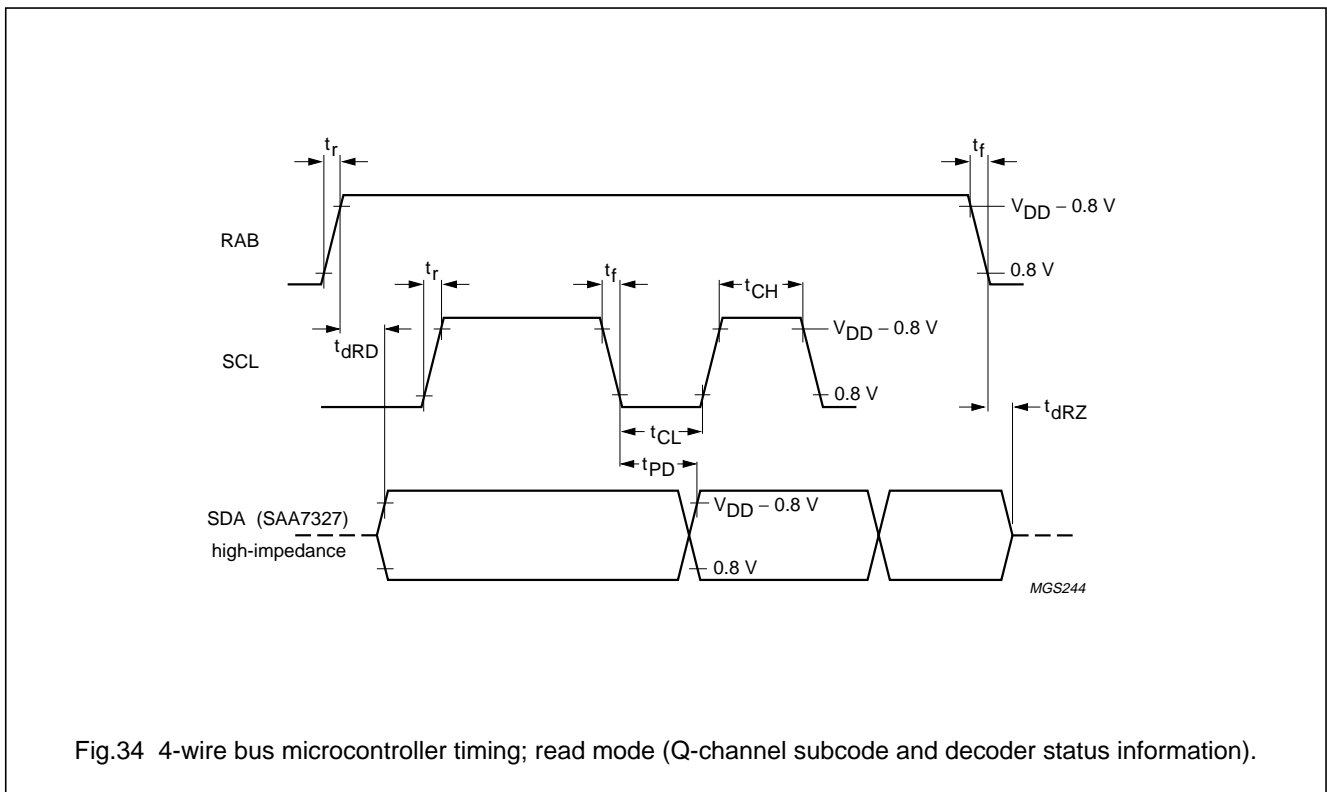 tr
tf
VDD – 0.8 V
RAB
0.8 V
tr
tf
tCH
VDD – 0.8 V
tdRD
SCL
0.8 V
tdRZ
tCL
tPD
VDD – 0.8 V
SDA (SAA7327)
high-impedance
0.8 V
MGS244
Fig.34 4-wire bus microcontroller timing; read mode (Q-channel subcode and decoder status information).